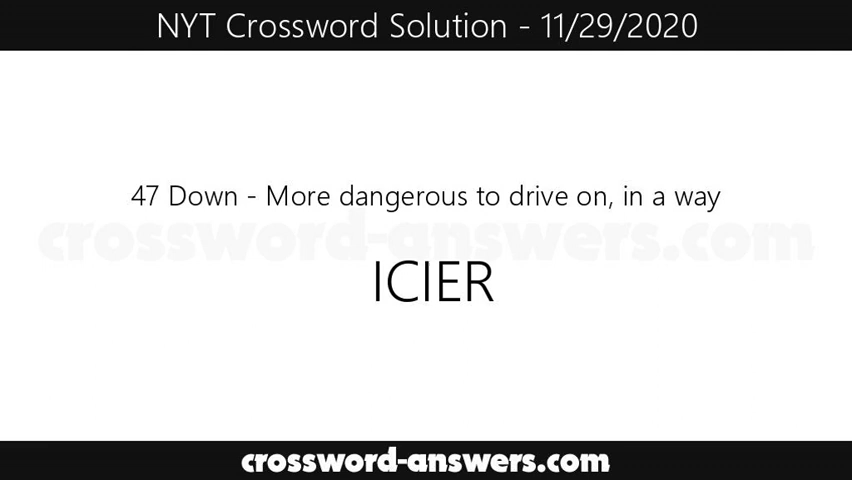 NYT Crossword Solution - 11/29/2020
47 Down - More dangerous to drive on, in a way
crossword-answers.com
ICIER
crossword-answers.com